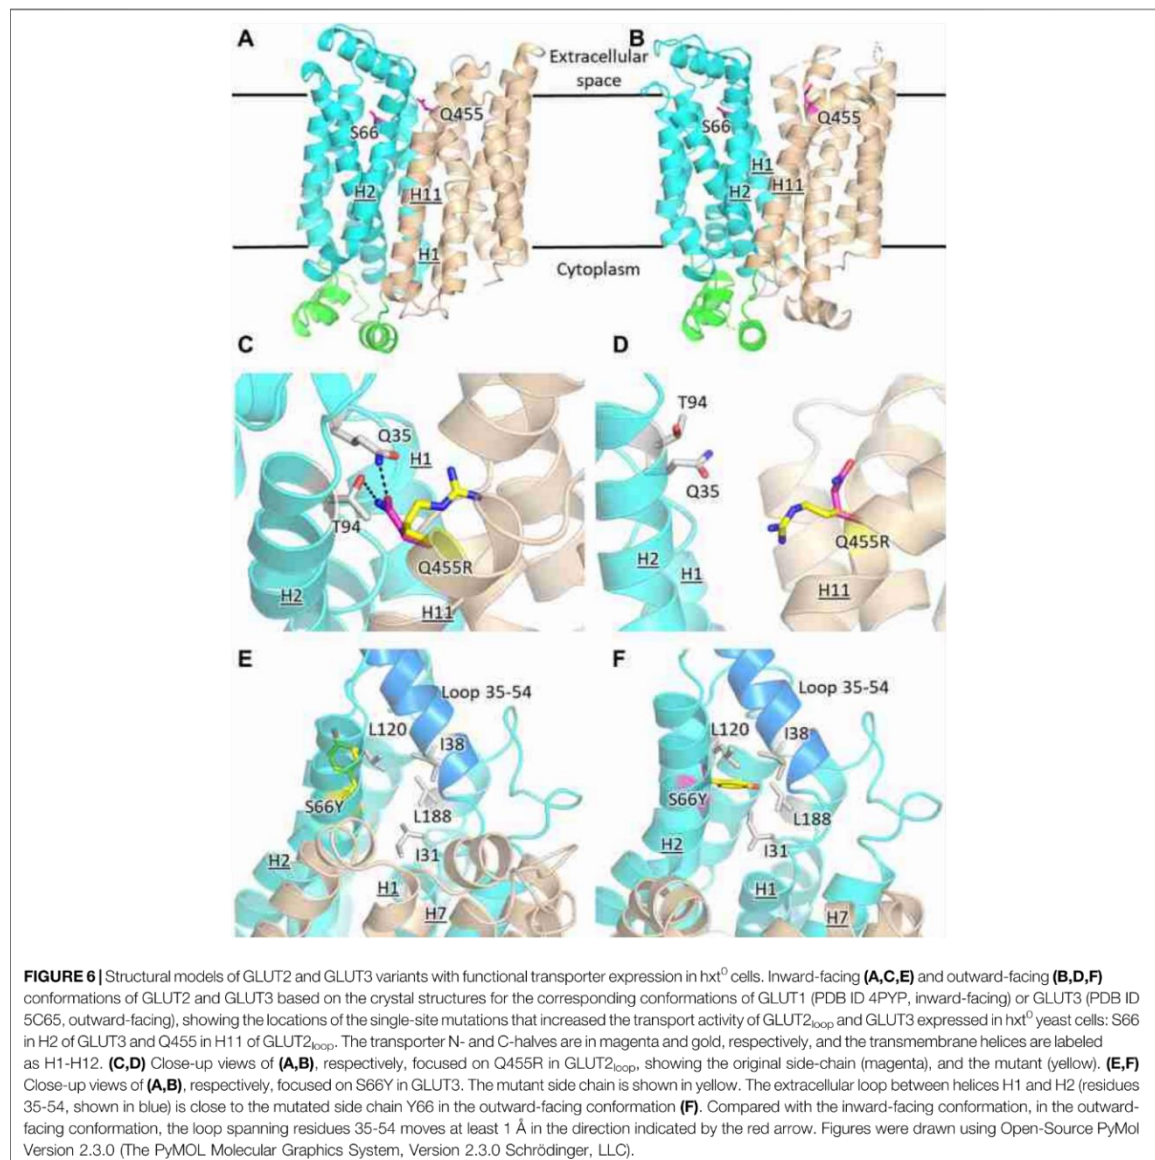 A
B
Extracellular
space
S66
Q455
S66
Q455
H2
H11
H1
H1
H2
H11
Cytoplasm
C
D
Q35
H1
T94
Q455R
H2
H11
T94
Q35
H2
H1
Q455R
H11
E
F
Loop 35-54
L120
I38
S66Y
L188
H2
I31
H1
H7
Loop 35-54
L120
I38
S66Y
L188
H2
I31
H1
H7
FIGURE 6 | Structural models of GLUT2 and GLUT3 variants with functional transporter expression in hxt⁰ cells. Inward-facing (A,C,E) and outward-facing (B,D,F)
conformations of GLUT2 and GLUT3 based on the crystal structures for the corresponding conformations of GLUT1 (PDB ID 4PYP, inward-facing) or GLUT3 (PDB ID
5C65, outward-facing), showing the locations of the single-site mutations that increased the transport activity of GLUT2loop and GLUT3 expressed in hxt⁰ yeast cells: S66
in H2 of GLUT3 and Q455 in H11 of GLUT2loop. The transporter N- and C-halves are in magenta and gold, respectively, and the transmembrane helices are labeled
as H1-H12. (C,D) Close-up views of (A,B), respectively, focused on Q455R in GLUT2loop, showing the original side-chain (magenta), and the mutant (yellow). (E,F)
Close-up views of (A,B), respectively, focused on S66Y in GLUT3. The mutant side chain is shown in yellow. The extracellular loop between helices H1 and H2 (residues
35-54, shown in blue) is close to the mutated side chain Y66 in the outward-facing conformation (F). Compared with the inward-facing conformation, in the outward-
facing conformation, the loop spanning residues 35-54 moves at least 1 Å in the direction indicated by the red arrow. Figures were drawn using Open-Source PyMol
Version 2.3.0 (The PyMOL Molecular Graphics System, Version 2.3.0 Schrödinger, LLC).